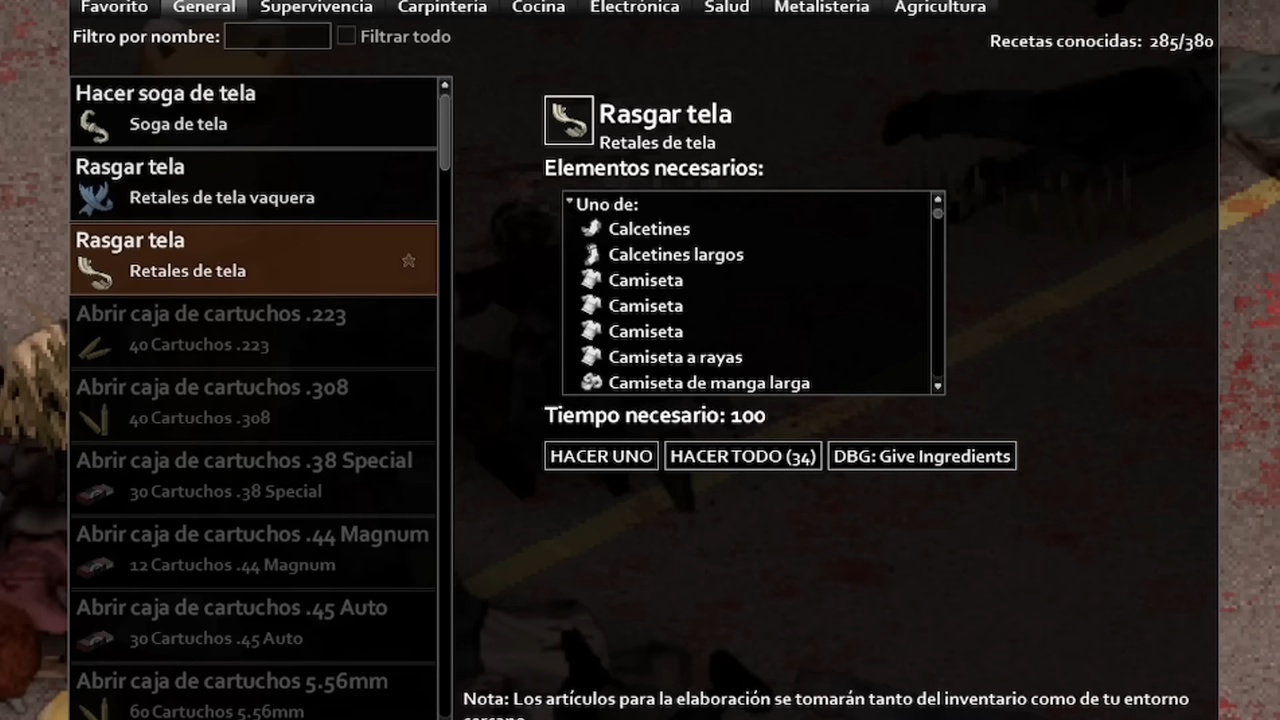 Favorito General Supervivencia Carpintería Cocina Electrónica Salud Metalistería Agricultura
Filtro por nombre: Filtrar todo
Recetas conocidas: 285/380
Hacer soga de tela
Soga de tela
Rasgar tela
Retales de tela vaquera
Rasgar tela
Retales de tela
Abrir caja de cartuchos .223
40 Cartuchos .223
Abrir caja de cartuchos .308
40 Cartuchos .308
Abrir caja de cartuchos .38 Special
30 Cartuchos .38 Special
Abrir caja de cartuchos .44 Magnum
12 Cartuchos .44 Magnum
Abrir caja de cartuchos .45 Auto
30 Cartuchos .45 Auto
Abrir caja de cartuchos 5.56mm
60 Cartuchos 5.56mm
Rasgar tela
Retales de tela
Elementos necesarios:
Uno de:
Calcetines
Calcetines largos
Camiseta
Camiseta
Camiseta
Camiseta a rayas
Camiseta de manga larga
Tiempo necesario: 100
HACER UNO HACER TODO (34) DBG: Give Ingredients
Nota: Los artículos para la elaboración se tomarán tanto del inventario como de tu entorno